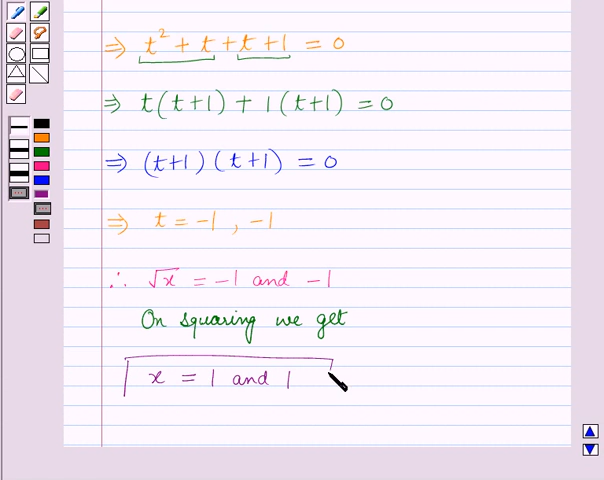 ⇒ t² + t + t + 1 = 0
⇒ t(t+1) + 1(t+1) = 0
⇒ (t+1)(t+1) = 0
⇒ t = -1, -1
∴ √x = -1 and -1
On squaring we get
x = 1 and 1